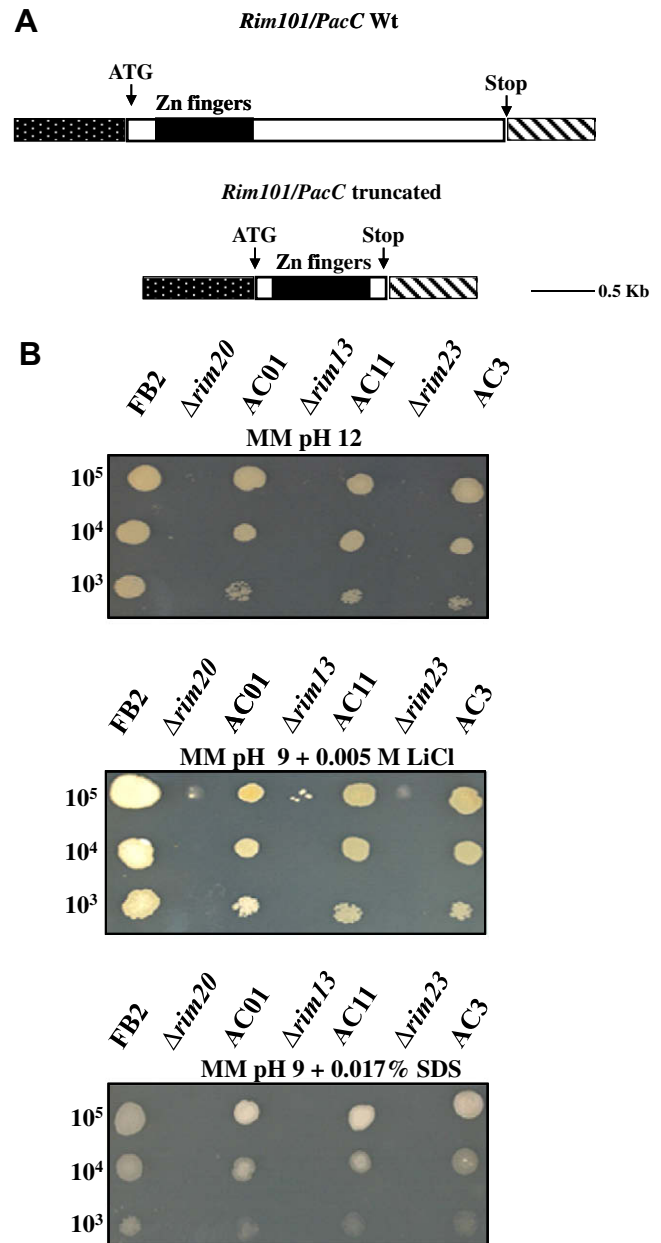 A
Rim101/PacC Wt
ATG
Stop
Zn fingers
Rim101/PacC truncated
ATG
Stop
Zn fingers
0.5 Kb
B
FB2 Δrim20 AC01 Δrim13 AC11 Δrim23 AC3
MM pH 12
10⁵
10⁴
10³
FB2 Δrim20 AC01 Δrim13 AC11 Δrim23 AC3
MM pH 9 + 0.005 M LiCl
10⁵
10⁴
10³
FB2 Δrim20 AC01 Δrim13 AC11 Δrim23 AC3
MM pH 9 + 0.017% SDS
10⁵
10⁴
10³